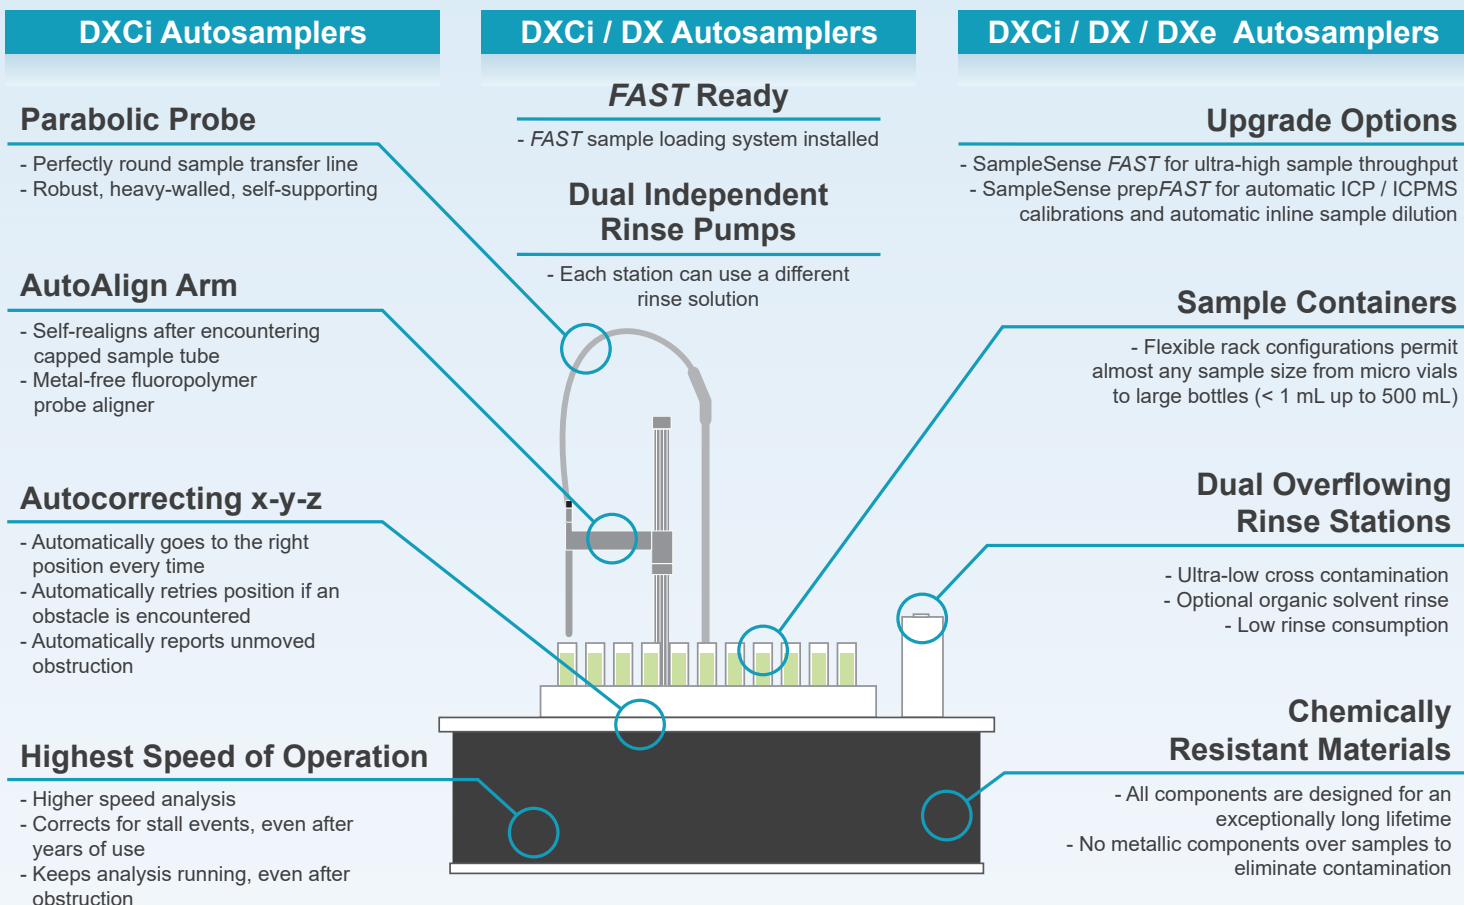 DXCi Autosamplers
Parabolic Probe
- Perfectly round sample transfer line
- Robust, heavy-walled, self-supporting
AutoAlign Arm
- Self-realigns after encountering
capped sample tube
- Metal-free fluoropolymer
probe aligner
Autocorrecting x-y-z
- Automatically goes to the right
position every time
- Automatically retries position if an
obstacle is encountered
- Automatically reports unmoved
obstruction
Highest Speed of Operation
- Higher speed analysis
- Corrects for stall events, even after
years of use
- Keeps analysis running, even after
obstruction
DXCi / DX Autosamplers
FAST Ready
- FAST sample loading system installed
Dual Independent
Rinse Pumps
- Each station can use a different
rinse solution
DXCi / DX / DXe Autosamplers
Upgrade Options
- SampleSense FAST for ultra-high sample throughput
- SampleSense prepFAST for automatic ICP / ICPMS
calibrations and automatic inline sample dilution
Sample Containers
- Flexible rack configurations permit
almost any sample size from micro vials
to large bottles (< 1 mL up to 500 mL)
Dual Overflowing
Rinse Stations
- Ultra-low cross contamination
- Optional organic solvent rinse
- Low rinse consumption
Chemically
Resistant Materials
- All components are designed for an
exceptionally long lifetime
- No metallic components over samples to
eliminate contamination